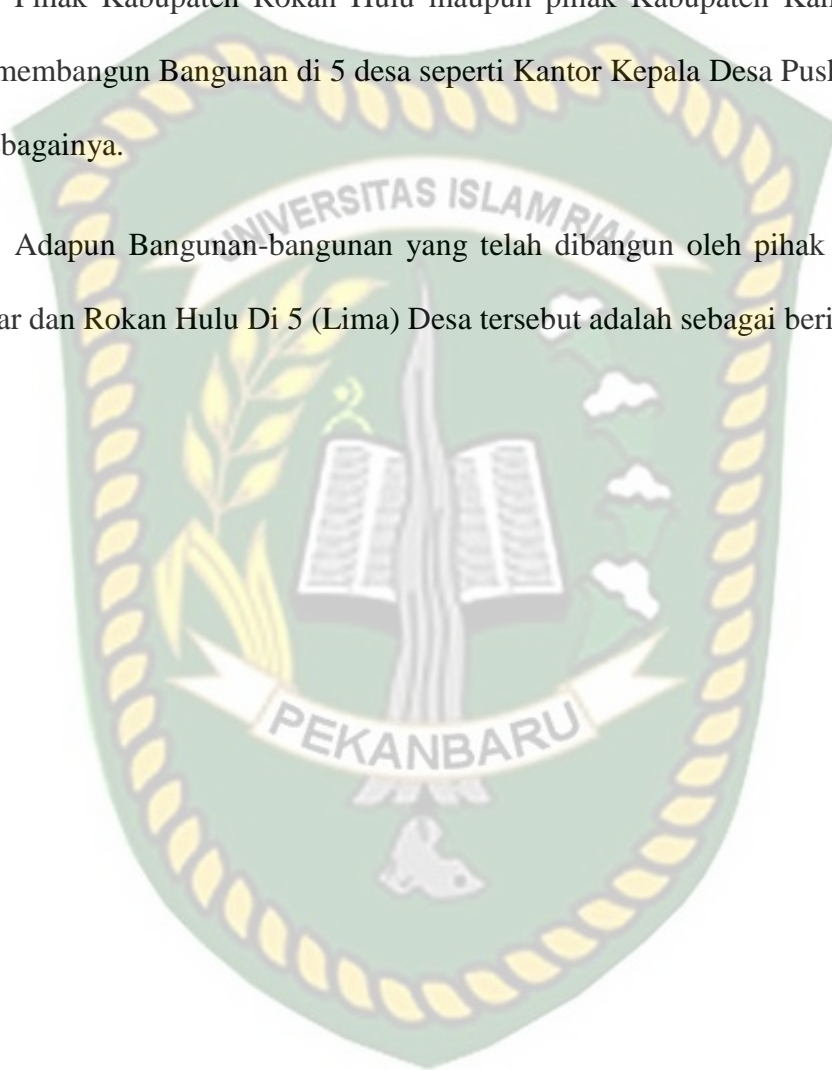 Pihak Kabupaten Rokan Hulu maupun pihak Kabupaten
membangun Bangunan di 5 desa seperti Kantor Kepala Desa
bagainya.
UNIVERSITAS ISLAM RIAU
Adapun Bangunan-bangunan yang telah dibangun oleh pihak
ar dan Rokan Hulu Di 5 (Lima) Desa tersebut adalah sebagai beri
PEKANBARU